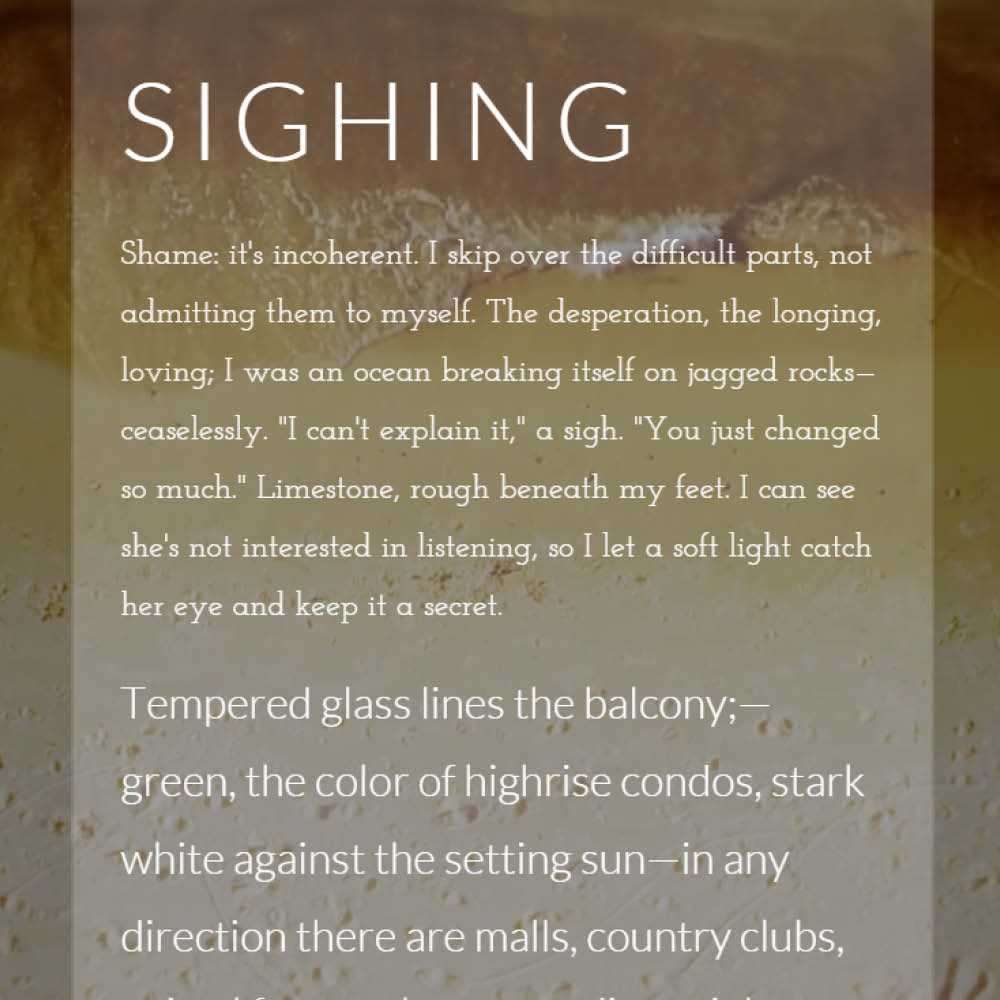 SIGHING
Shame: it's incoherent. I skip over the difficult parts, not
admitting them to myself. The desperation, the longing,
loving; I was an ocean breaking itself on jagged rocks—
ceaselessly. "I can't explain it," a sigh. "You just changed
so much." Limestone, rough beneath my feet. I can see
she's not interested in listening, so I let a soft light catch
her eye and keep it a secret.
Tempered glass lines the balcony;—
green, the color of highrise condos, stark
white against the setting sun—in any
direction there are malls, country clubs,